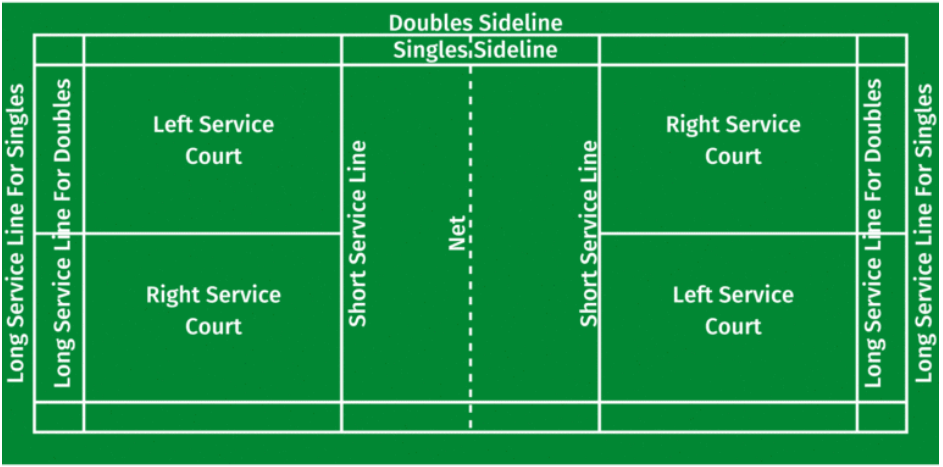 Doubles Sideline
Singles Sideline
Long Service Line For Singles
Long Service Line For Doubles
Left Service
Court
Right Service
Court
Short Service Line
Net
Short Service Line
Right Service
Court
Left Service
Court
Long Service Line For Doubles
Long Service Line For Singles